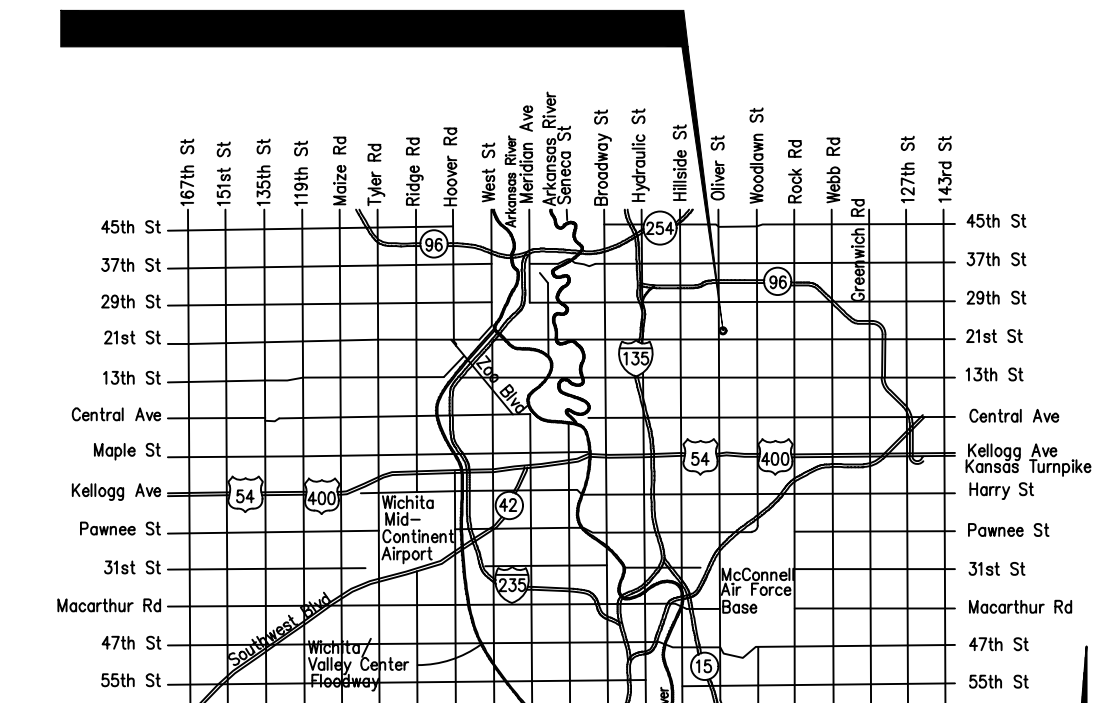 167th St
151st St
135th St
119th St
Maize Rd
Tyler Rd
Ridge Rd
Hoover Rd
West St
Arkansas River
Meridian Ave
Arkansas River
Seneca St
Broadway St
Hydraulic St
Hillside St
Oliver St
Woodlawn St
Rock Rd
Webb Rd
Greenwich Rd
127th St
143rd St
45th St
254
45th St
96
37th St
37th St
96
29th St
29th St
21st St
21st St
135
Zoo Blvd
13th St
13th St
Central Ave
Central Ave
Maple St
54
400
Kellogg Ave
Kansas Turnpike
Kellogg Ave
54
400
Harry St
Wichita
Mid-
Continent
Airport
42
Pawnee St
Pawnee St
31st St
31st St
235
McConnell
Air Force
Base
Macarthur Rd
Macarthur Rd
Southwest Blvd
47th St
47th St
Wichita/
Valley Center
Floodway
15
55th St
55th St